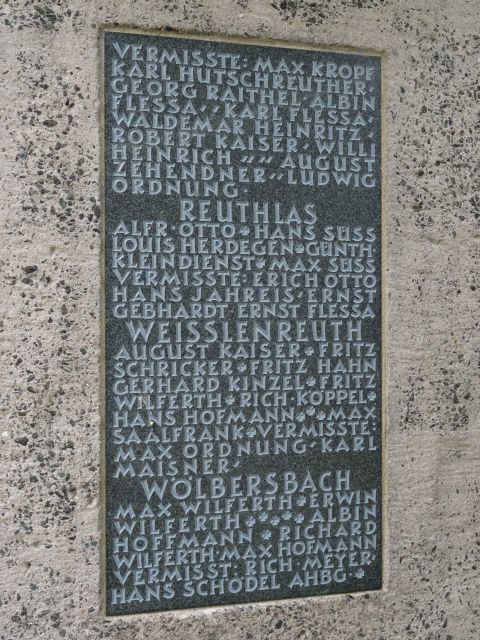 VERMISSTE: MAX KROPF
KARL HUTSCHREUTHER
GEORG RAITHEL ALBIN
FLESSA KARL FLESSA
WALDEMAR HEINRITZ
ROBERT KAISER WILLI
HEINRICH „ „ AUGUST
ZEHENDNER LUDWIG
ORDNUNG
REUTHLAS
ALFR OTTO HANS SÜSS
LOUIS HERDEGEN GÜNTH
KLEINDIENST MAX SÜSS
VERMISSTE: ERICH OTTO
HANS JAHREIS ERNST
GEBHARDT ERNST FLESSA
WEISSLENREUTH
AUGUST KAISER FRITZ
SCHRICKER FRITZ HAHN
GERHARD KINZEL FRITZ
WILFERTH RICH KÖPPEL
HANS HOFMANN MAX
SAALFRANK VERMISSTE:
MAX ORDNUNG KARL
MAISNER
WÖLBERSBACH
MAX WILFERTH ERWIN
WILFERTH ALBIN
HOFFMANN RICHARD
WILFERTH MAX HOFMANN
VERMISST: RICH MEYER
HANS SCHÖDEL AHBG